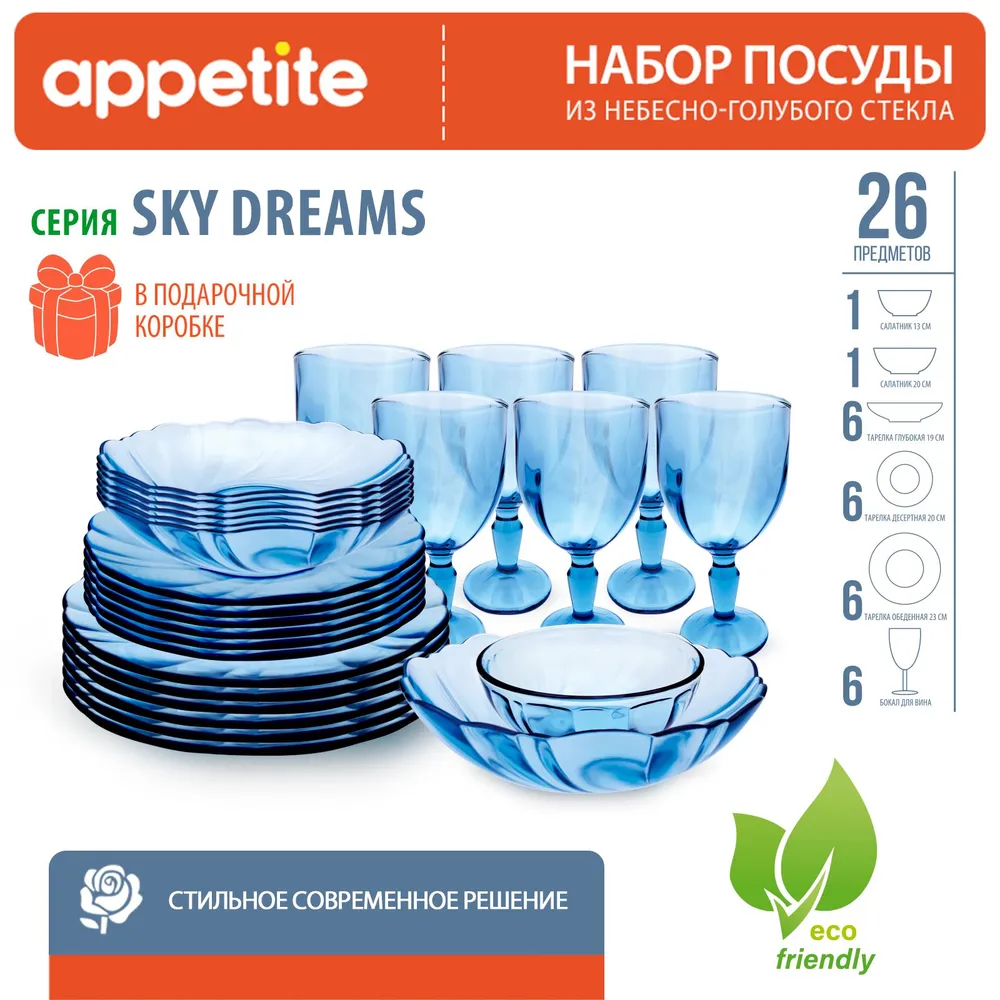 appetite
НАБОР ПОСУДЫ
ИЗ НЕБЕСНО-ГОЛУБОГО СТЕКЛА
СЕРИЯ SKY DREAMS
В ПОДАРОЧНОЙ
КОРОБКЕ
26
ПРЕДМЕТОВ
1
САЛАТНИК 13 СМ
1
САЛАТНИК 20 СМ
6
ТАРЕЛКА ГЛУБОКАЯ 19 СМ
6
ТАРЕЛКА ДЕСЕРТНАЯ 20 СМ
6
ТАРЕЛКА ОБЕДЕННАЯ 23 СМ
6
БОКАЛ ДЛЯ ВИНА
СТИЛЬНОЕ СОВРЕМЕННОЕ РЕШЕНИЕ
eco
friendly